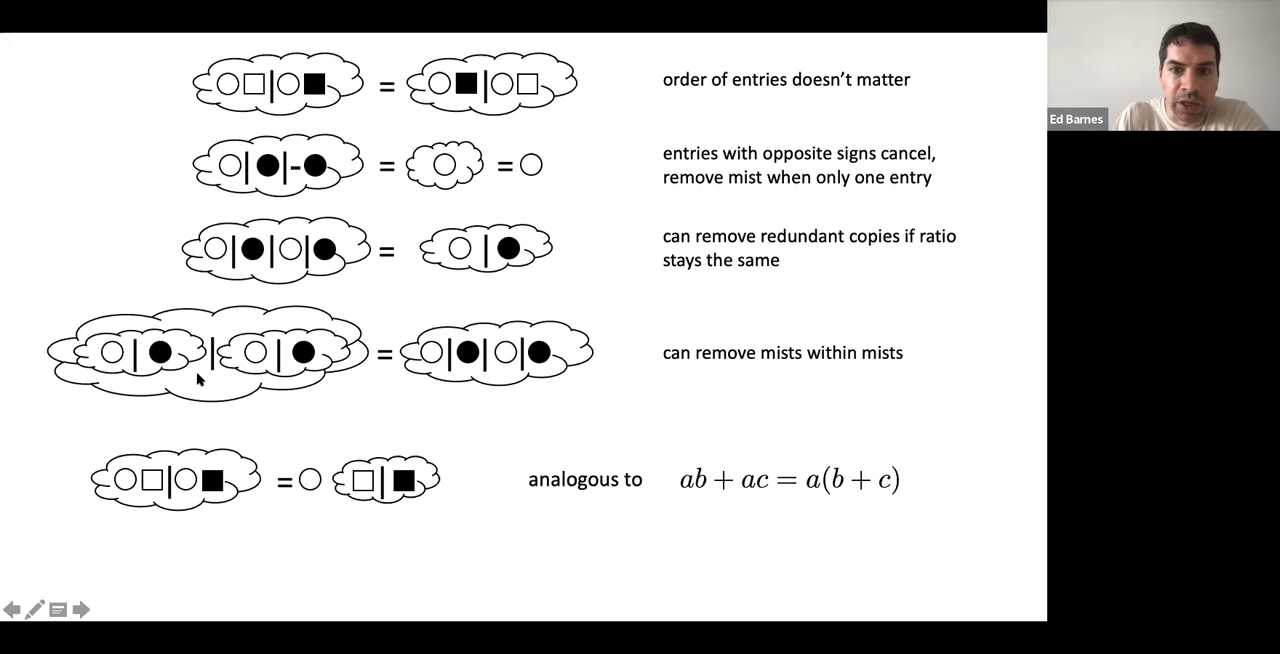 order of entries doesn’t matter
entries with opposite signs cancel,
remove mist when only one entry
can remove redundant copies if ratio
stays the same
can remove mists within mists
analogous to ab + ac = a(b + c)
Ed Barnes